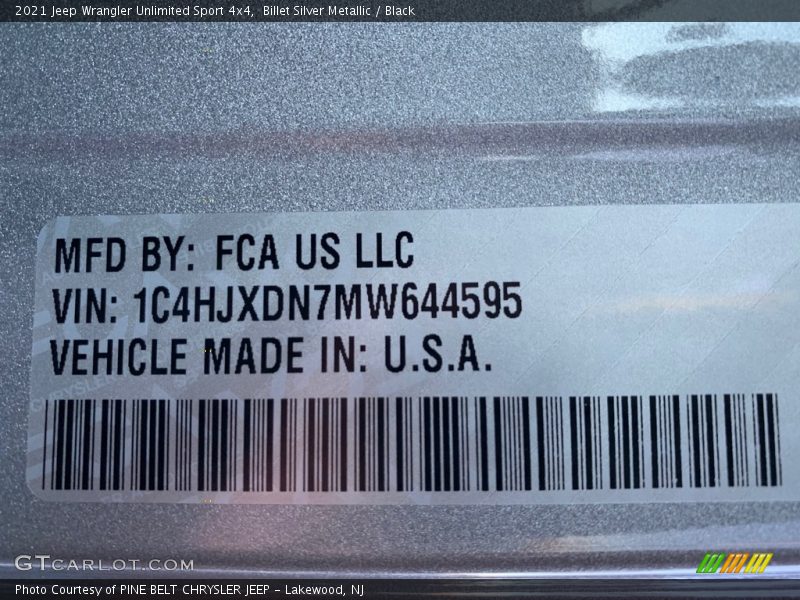 2021 Jeep Wrangler Unlimited Sport 4x4,  Billet Silver Metallic / Black
MFD BY: FCA US LLC
VIN: 1C4HJXDN7MW644595
VEHICLE MADE IN: U.S.A.
GTCARLOT.COM
Photo Courtesy of PINE BELT CHRYSLER JEEP - Lakewood, NJ